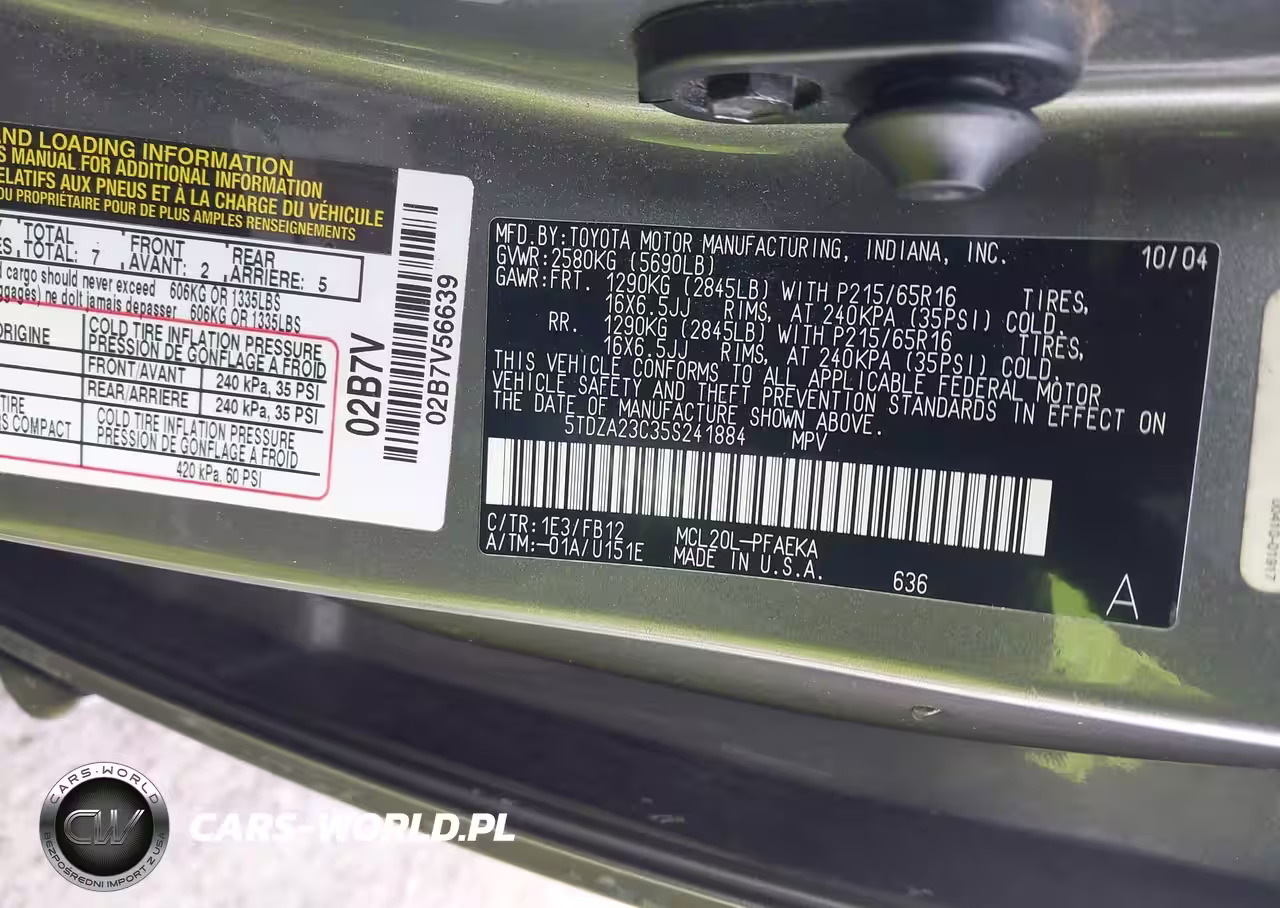 AND LOADING INFORMATION
S MANUAL FOR ADDITIONAL INFORMATION
ELATIFS AUX PNEUS ET À LA CHARGE DU VÉHICULE
DU PROPRIÉTAIRE POUR DE PLUS AMPLES RENSEIGNEMENTS
TOTAL TOTAL: 7 FRONT AVANT: 2 REAR ARRIÈRE: 5
d cargo should never exceed 606KG OR 1335LBS
gages) ne doit jamais depasser 606KG OR 1335LBS
ORIGINE COLD TIRE INFLATION PRESSURE
PRESSION DE GONFLAGE À FROID
FRONT/AVANT 240 kPa, 35 PSI
REAR/ARRIERE 240 kPa, 35 PSI
TIRE COLD TIRE INFLATION PRESSURE
S COMPACT PRESSION DE GONFLAGE À FROID
420 kPa. 60 PSI
02B7V
02B7V56639
MFD.BY:TOYOTA MOTOR MANUFACTURING, INDIANA, INC. 10/04
GVWR:2580KG (5690LB)
GAWR:FRT. 1290KG (2845LB) WITH P215/65R16 TIRES,
16X6.5JJ RIMS, AT 240KPA (35PSI) COLD.
RR. 1290KG (2845LB) WITH P215/65R16 TIRES,
16X6.5JJ RIMS, AT 240KPA (35PSI) COLD.
THIS VEHICLE CONFORMS TO ALL APPLICABLE FEDERAL MOTOR
VEHICLE SAFETY AND THEFT PREVENTION STANDARDS IN EFFECT ON
THE DATE OF MANUFACTURE SHOWN ABOVE.
5TDZA23C35S241884 MPV
C/TR:1E3/FB12 MCL20L-PFAEKA
A/TM:-01A/U151E MADE IN U.S.A.
636
A
CARS-WORLD
CW
BEZPOŚREDNI IMPORT Z USA
CARS-WORLD.PL